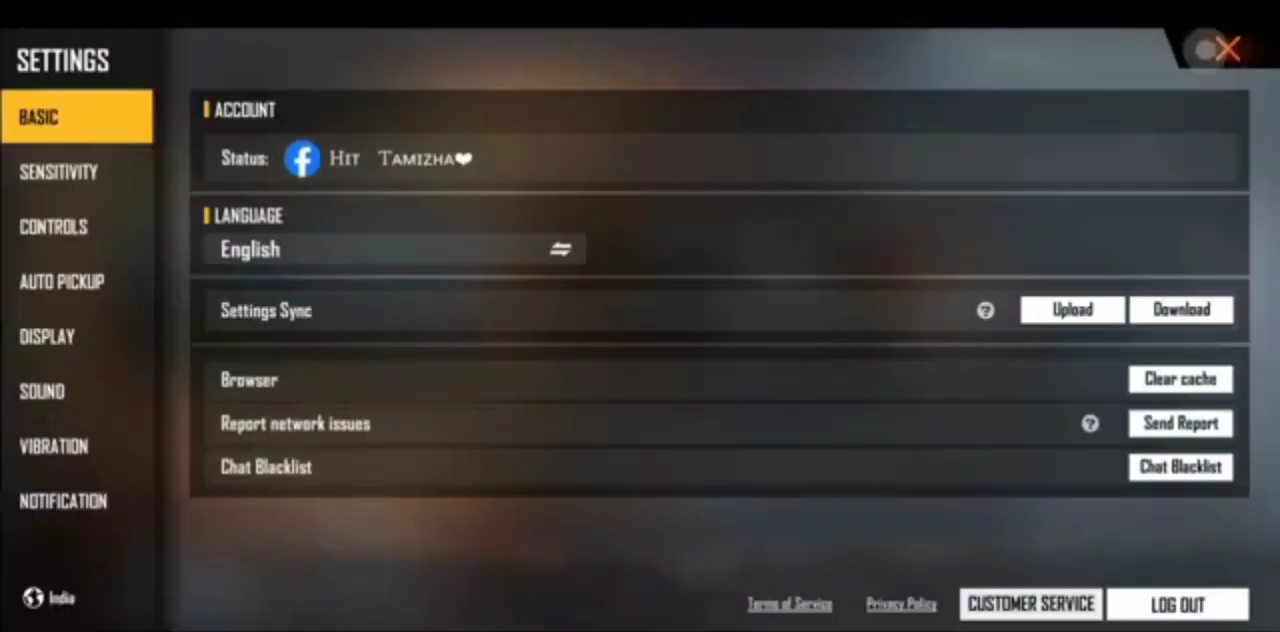 SETTINGS
BASIC
SENSITIVITY
CONTROLS
AUTO PICKUP
DISPLAY
SOUND
VIBRATION
NOTIFICATION
India
ACCOUNT
Status: Hit Tamizha❤
LANGUAGE
English
Settings Sync ? Upload Download
Browser Clear cache
Report network issues ? Send Report
Chat Blacklist Chat Blacklist
Terms of Service Privacy Policy CUSTOMER SERVICE LOG OUT